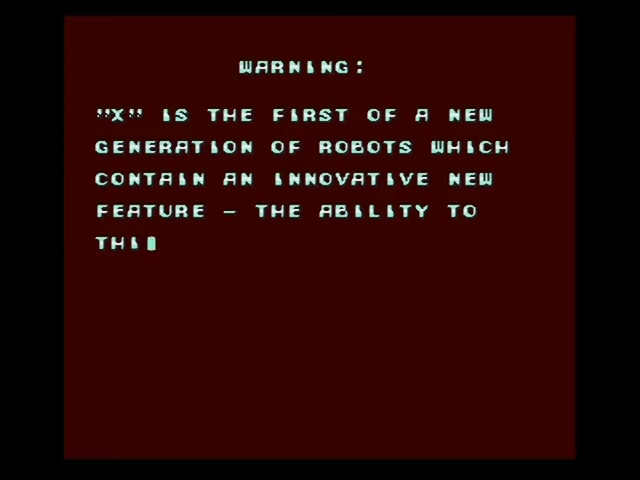 WARNING:
"X" IS THE FIRST OF A NEW
GENERATION OF ROBOTS WHICH
CONTAIN AN INNOVATIVE NEW
FEATURE - THE ABILITY TO
THI